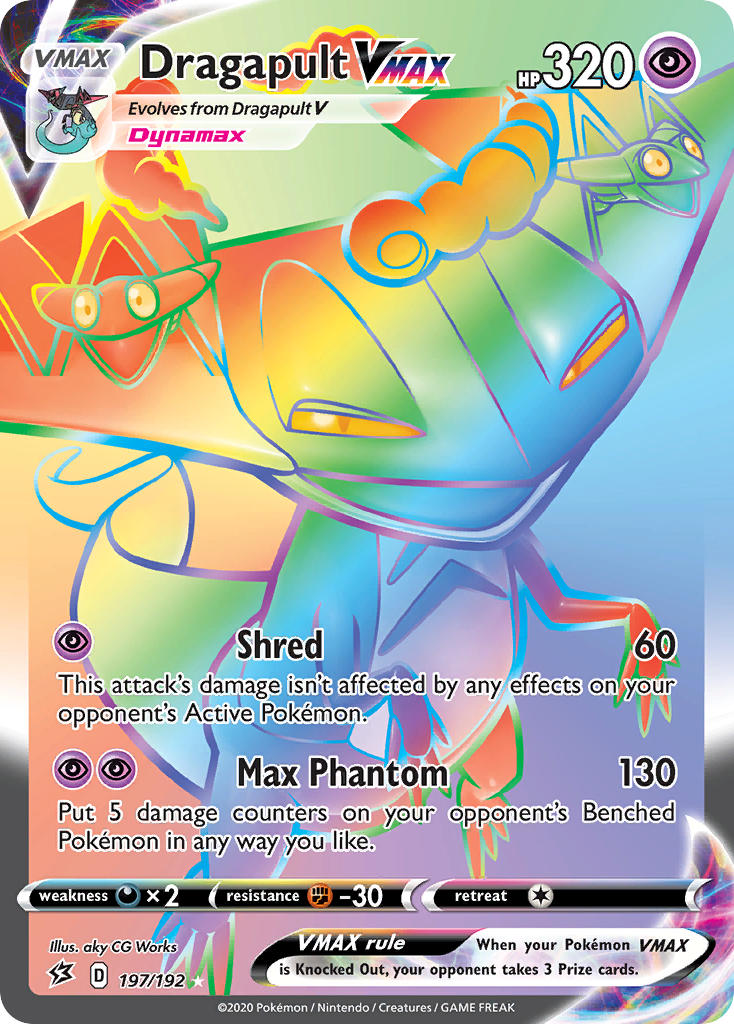 VMAX Dragapult VMAX HP 320
Evolves from Dragapult V
Dynamax
Shred 60
This attack's damage isn't affected by any effects on your
opponent's Active Pokémon.
Max Phantom 130
Put 5 damage counters on your opponent's Benched
Pokémon in any way you like.
weakness ×2 resistance -30 retreat
Illus. aky CG Works
VMAX rule When your Pokémon VMAX
is Knocked Out, your opponent takes 3 Prize cards.
D 197/192
©2020 Pokémon / Nintendo / Creatures / GAME FREAK